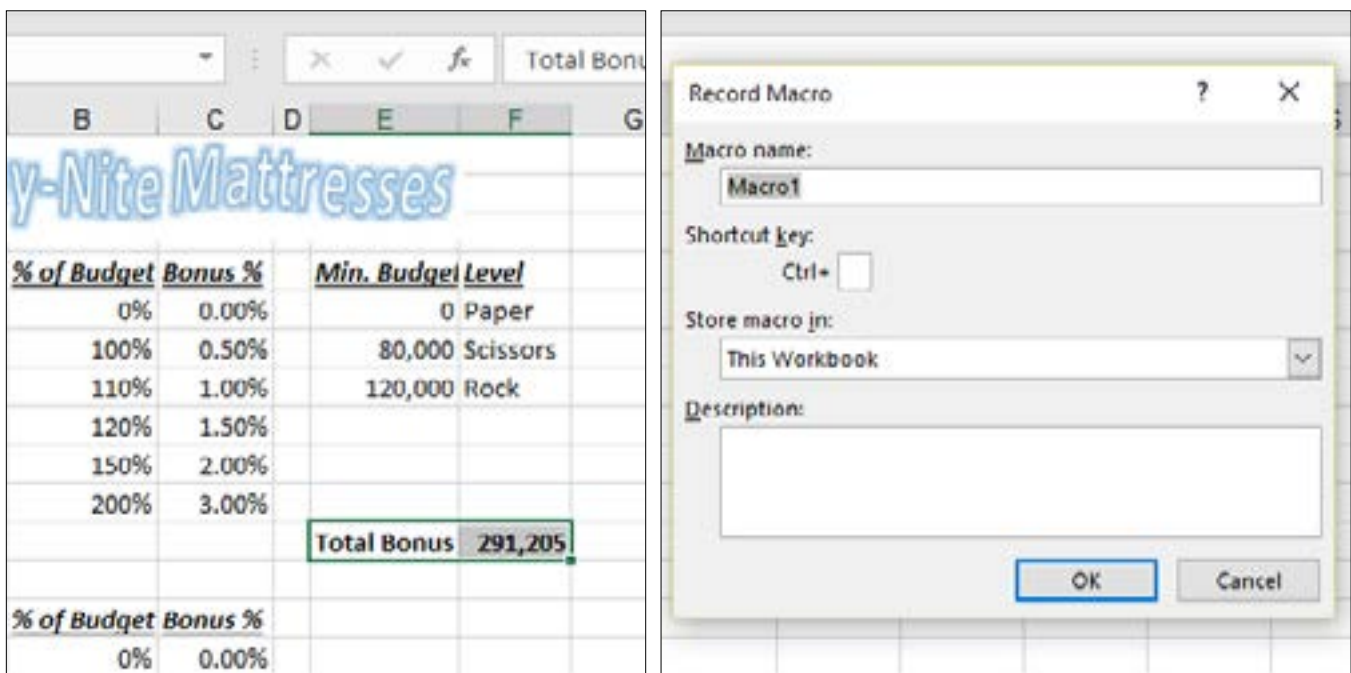 fx Total Bonu
B C D E F G
y-Nite Mattresses
% of Budget Bonus % Min. Budget Level
0% 0.00% 0 Paper
100% 0.50% 80,000 Scissors
110% 1.00% 120,000 Rock
120% 1.50%
150% 2.00%
200% 3.00%
Total Bonus 291,205
% of Budget Bonus %
0% 0.00%
Record Macro ?
Macro name:
Macro1
Shortcut key:
Ctrl+
Store macro in:
This Workbook
Description:
OK Cancel